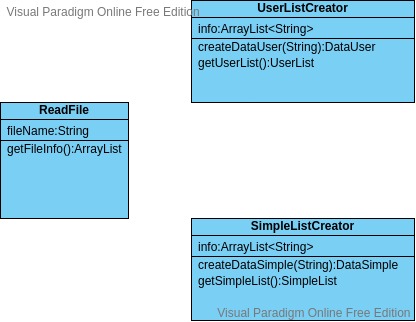 Visual Paradigm Online Free Edition
UserListCreator
info:ArrayList<String>
createDataUser(String):DataUser
getUserList():UserList
ReadFile
fileName:String
getFileInfo():ArrayList
SimpleListCreator
info:ArrayList<String>
createDataSimple(String):DataSimple
getSimpleList():SimpleList
Visual Paradigm Online Free Edition